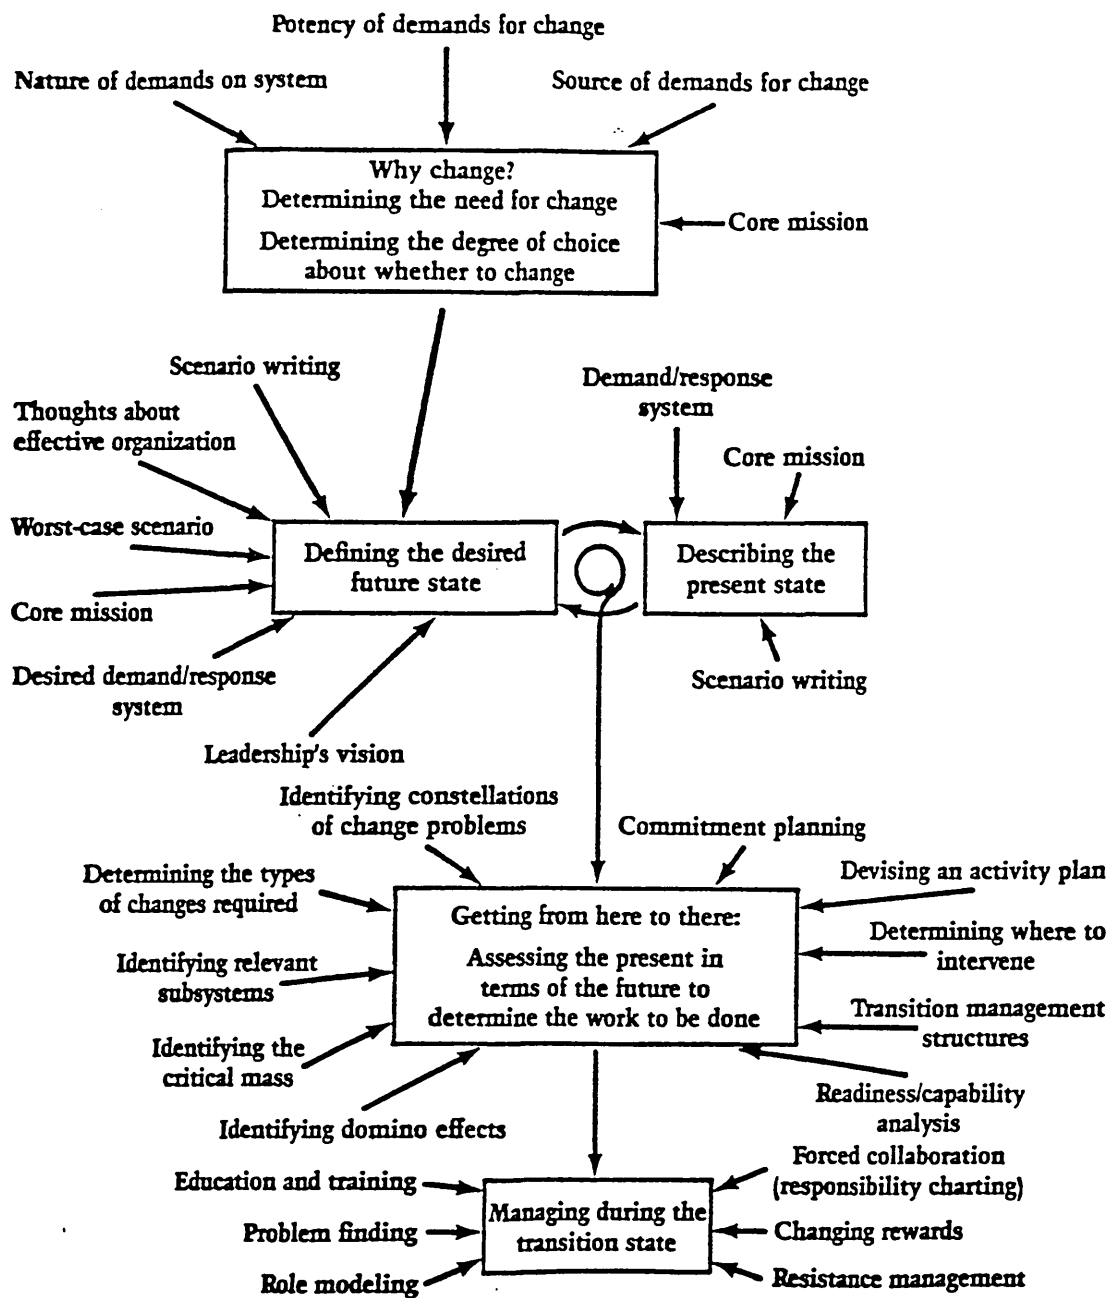 Potency of demands for change
Nature of demands on system
Source of demands for change
Why change?
Determining the need for change
Determining the degree of choice
about whether to change
Core mission
Scenario writing
Thoughts about
effective organization
Worst-case scenario
Core mission
Desired demand/response
system
Leadership's vision
Defining the desired
future state
Demand/response
system
Core mission
Describing the
present state
Scenario writing
Identifying constellations
of change problems
Commitment planning
Determining the types
of changes required
Devising an activity plan
Identifying relevant
subsystems
Getting from here to there:
Assessing the present in
terms of the future to
determine the work to be done
Determining where to
intervene
Transition management
structures
Identifying the
critical mass
Identifying domino effects
Readiness/capability
analysis
Education and training
Problem finding
Role modeling
Managing during the
transition state
Forced collaboration
(responsibility charting)
Changing rewards
Resistance management